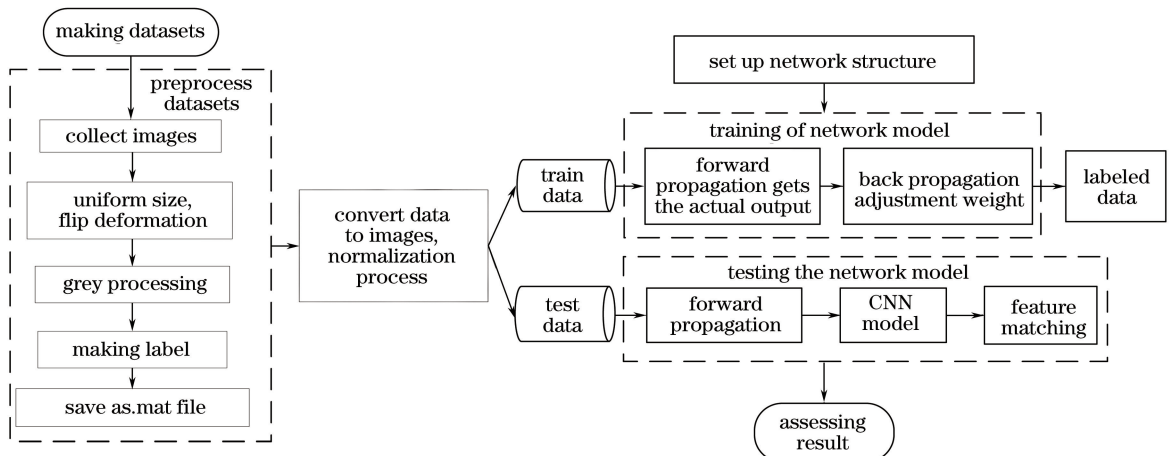 making datasets
preprocess
datasets
collect images
uniform size,
flip deformation
grey processing
making label
save as.mat file
convert data
to images,
normalization
process
train
data
test
data
set up network structure
training of network model
forward
propagation gets
the actual output
back propagation
adjustment weight
labeled
data
testing the network model
forward
propagation
CNN
model
feature
matching
assessing
result